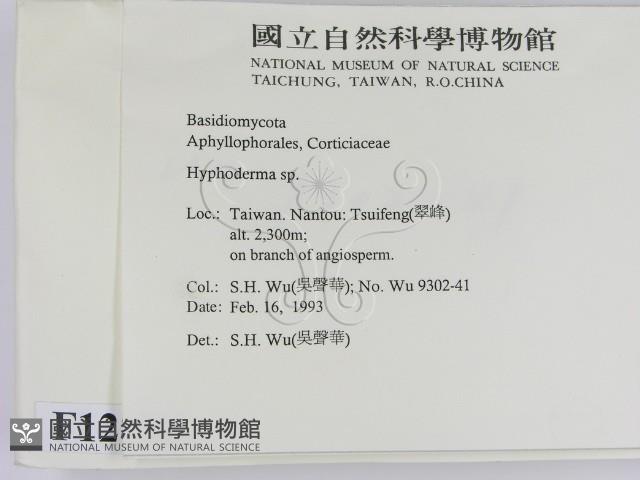 國立自然科學博物館
NATIONAL MUSEUM OF NATURAL SCIENCE
TAICHUNG, TAIWAN, R.O.CHINA
Basidiomycota
Aphyllophorales, Corticiaceae
Hyphoderma sp.
Loc.: Taiwan. Nantou: Tsuifeng(翠峰)
alt. 2,300m;
on branch of angiosperm.
Col.: S.H. Wu(吳聲華); No. Wu 9302-41
Date: Feb. 16, 1993
Det.: S.H. Wu(吳聲華)
F12
國立自然科學博物館
NATIONAL MUSEUM OF NATURAL SCIENCE